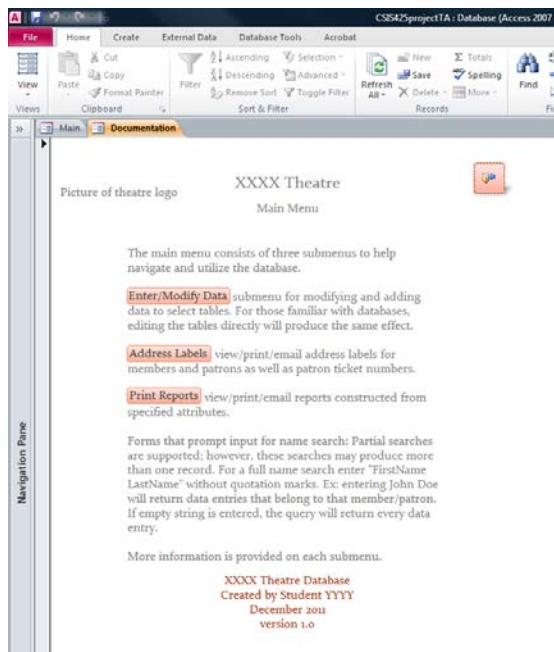 CSIS425projectTA : Database (Access 2007
File Home Create External Data Database Tools Acrobat
View
Views
Paste
Cut
Copy
Format Painter
Clipboard
Filter
Ascending
Descending
Remove Sort
Selection
Advanced
Toggle Filter
Sort & Filter
Refresh
All
New
Save
Delete
Totals
Spelling
More
Records
Find
Main Documentation
Navigation Pane
Picture of theatre logo
XXXX Theatre
Main Menu
The main menu consists of three submenus to help
navigate and utilize the database.
Enter/Modify Data submenu for modifying and adding
data to select tables. For those familiar with databases,
editing the tables directly will produce the same effect.
Address Labels view/print/email address labels for
members and patrons as well as patron ticket numbers.
Print Reports view/print/email reports constructed from
specified attributes.
Forms that prompt input for name search: Partial searches
are supported; however, these searches may produce more
than one record. For a full name search enter "FirstName
LastName" without quotation marks. Ex: entering John Doe
will return data entries that belong to that member/patron.
If empty string is entered, the query will return every data
entry.
More information is provided on each submenu.
XXXX Theatre Database
Created by Student YYYY
December 2011
version 1.0